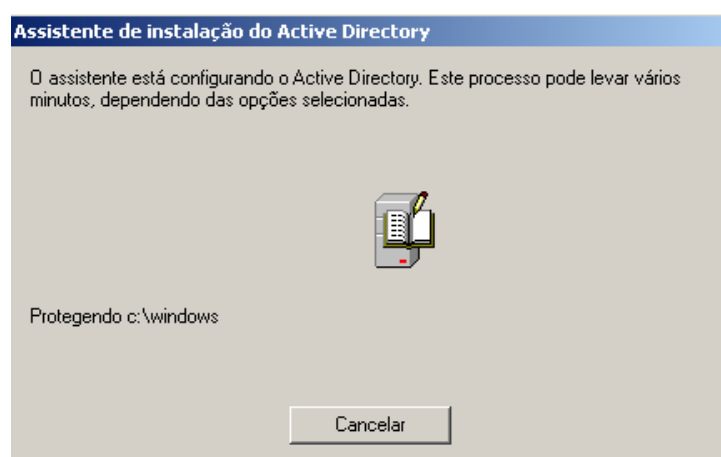 Assistente de instalação do Active Directory
O assistente está configurando o Active Directory. Este processo pode levar vários
minutos, dependendo das opções selecionadas.
Protegendo c:\windows
Cancelar